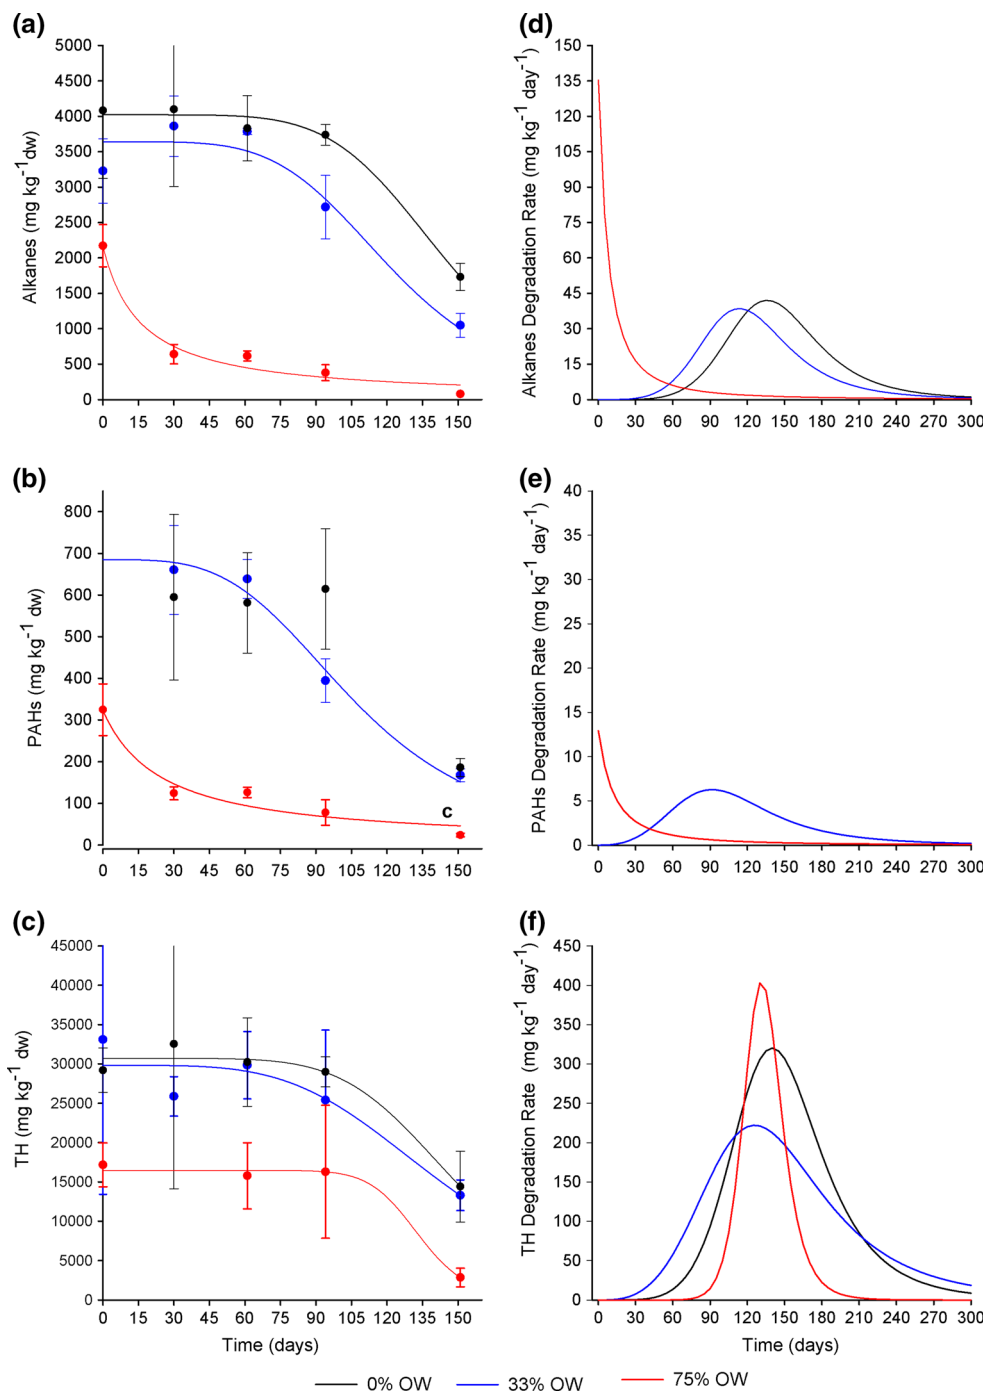 (a)
5000
4500
4000
3500
3000
2500
2000
1500
1000
500
0
Alkanes (mg kg-1 dw)
0 15 30 45 60 75 90 105 120 135 150
(d)
150
135
120
105
90
75
60
45
30
15
0
Alkanes Degradation Rate (mg kg-1 day-1)
0 30 60 90 120 150 180 210 240 270 300
(b)
800
700
600
500
400
300
200
100
0
PAHs (mg kg-1 dw)
c
0 15 30 45 60 75 90 105 120 135 150
(e)
40
35
30
25
20
15
10
5
0
PAHs Degradation Rate (mg kg-1 day-1)
0 30 60 90 120 150 180 210 240 270 300
(c)
45000
40000
35000
30000
25000
20000
15000
10000
5000
0
TH (mg kg-1 dw)
0 15 30 45 60 75 90 105 120 135 150
Time (days)
(f)
450
400
350
300
250
200
150
100
50
0
TH Degradation Rate (mg kg-1 day-1)
0 30 60 90 120 150 180 210 240 270 300
Time (days)
0% OW 33% OW 75% OW